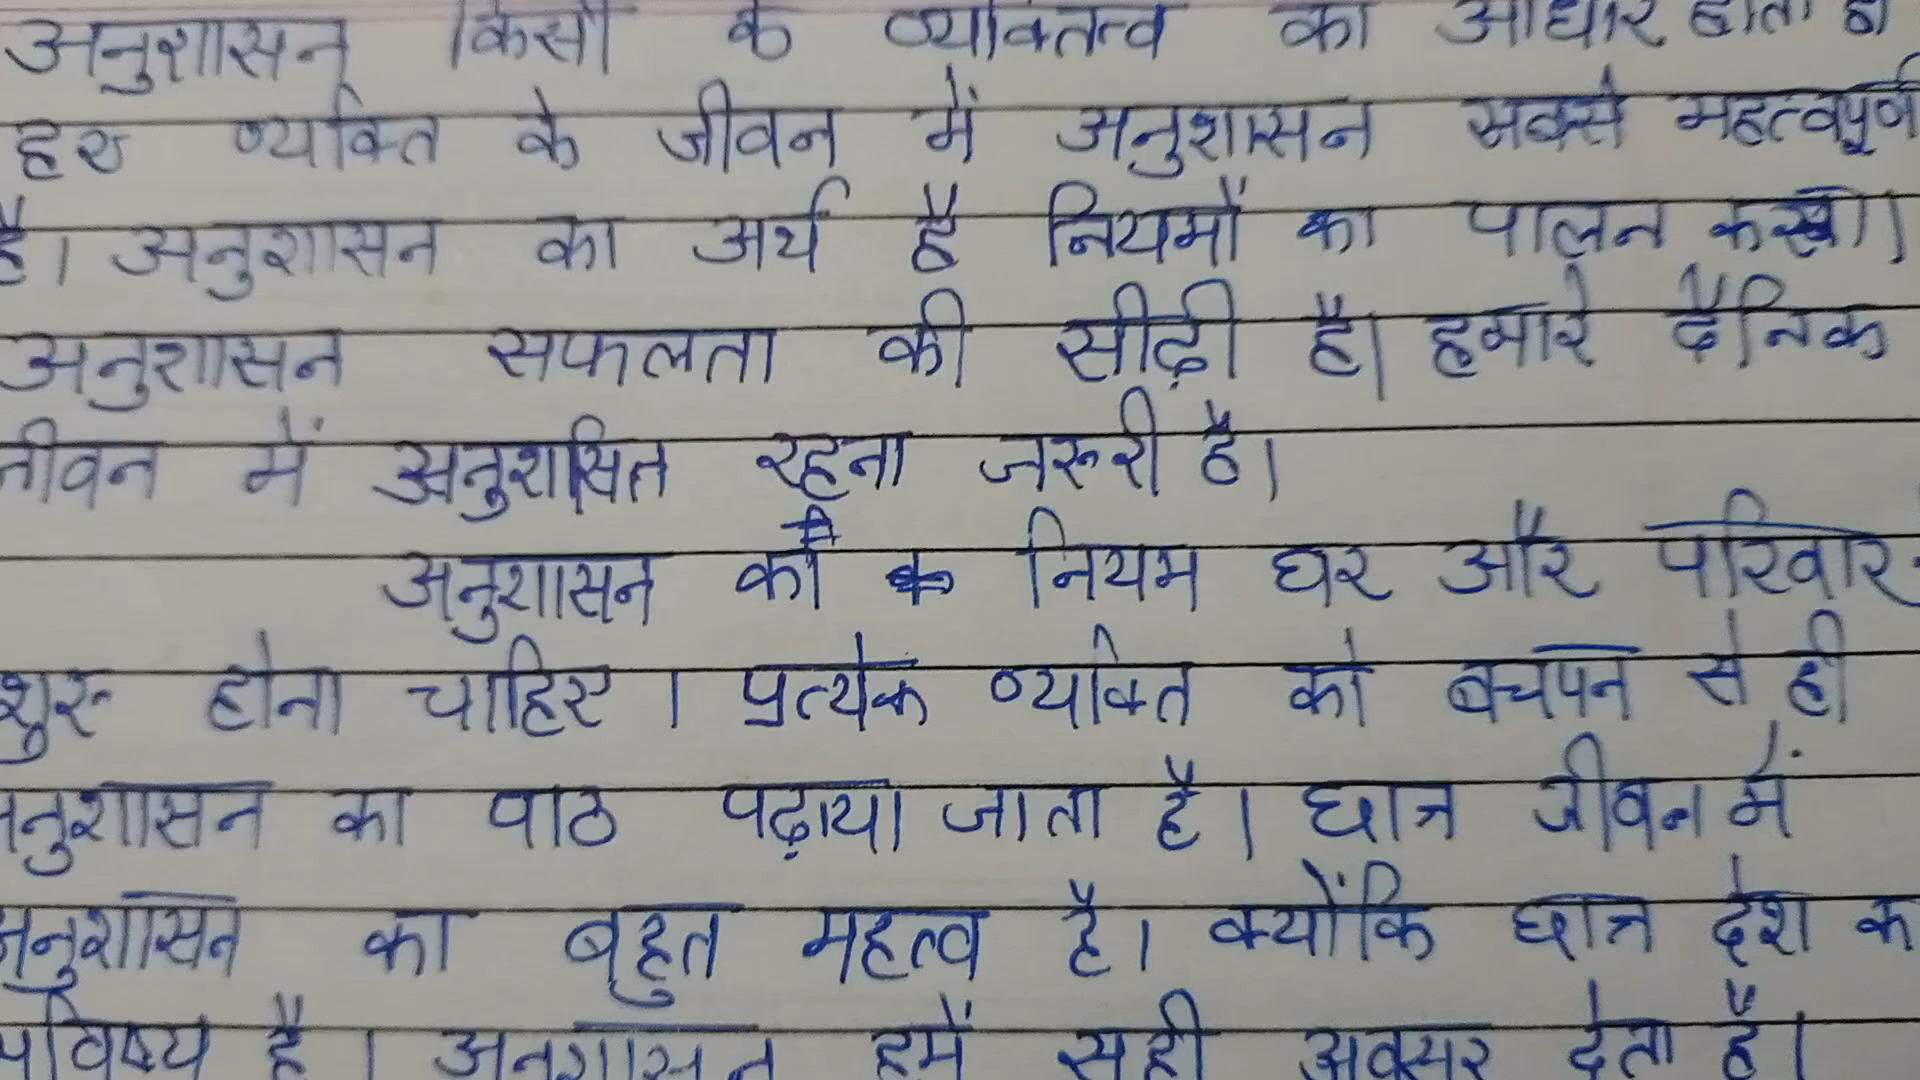 अनुशासन किसी के व्यक्तित्व का आधार होता है
हर व्यक्ति के जीवन में अनुशासन सबसे महत्वपूर्ण
है। अनुशासन का अर्थ है नियमों का पालन करना।
अनुशासन सफलता की सीढ़ी है। हमारे दैनिक
जीवन में अनुशासित रहना जरूरी है।
अनुशासन के नियम घर और परिवार
शुरू होना चाहिए । प्रत्येक व्यक्ति को बचपन से ही
अनुशासन का पाठ पढ़ाया जाता है। छात्र जीवन में
अनुशासन का बहुत महत्व है। क्योंकि छात्र देश क
भविष्य है । अनुशासन हमें सही अवसर देता है।